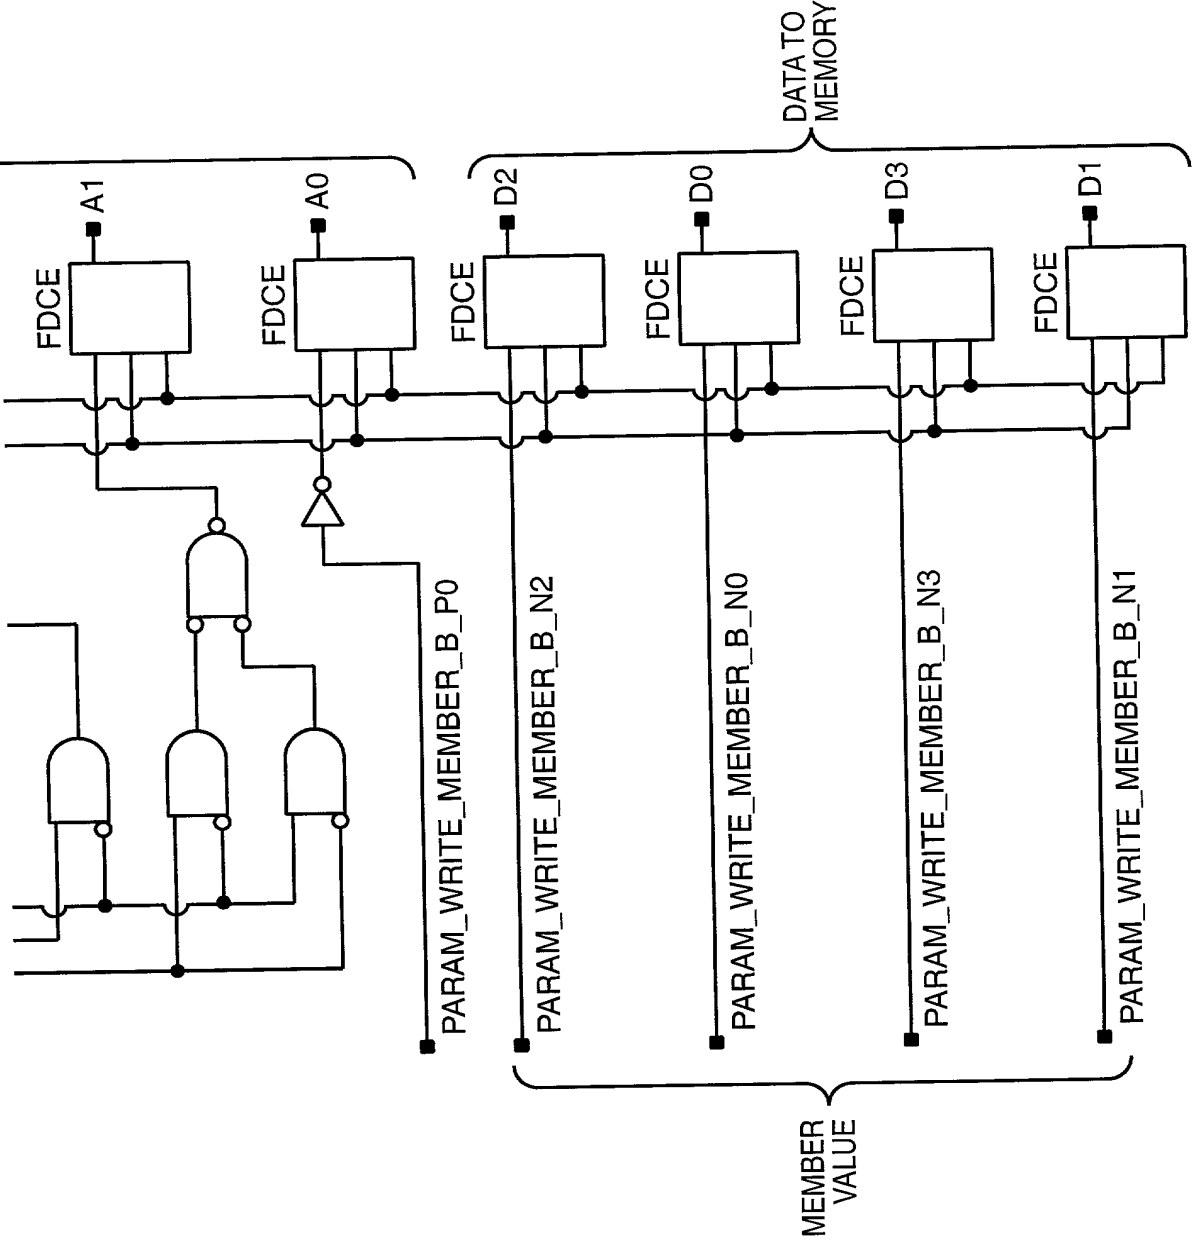 FDCE
A1
FDCE
A0
PARAM_WRITE_MEMBER_B_P0
FDCE
D2
PARAM_WRITE_MEMBER_B_N2
FDCE
D0
PARAM_WRITE_MEMBER_B_N0
FDCE
D3
PARAM_WRITE_MEMBER_B_N3
FDCE
D1
PARAM_WRITE_MEMBER_B_N1
DATA TO
MEMORY
MEMBER
VALUE